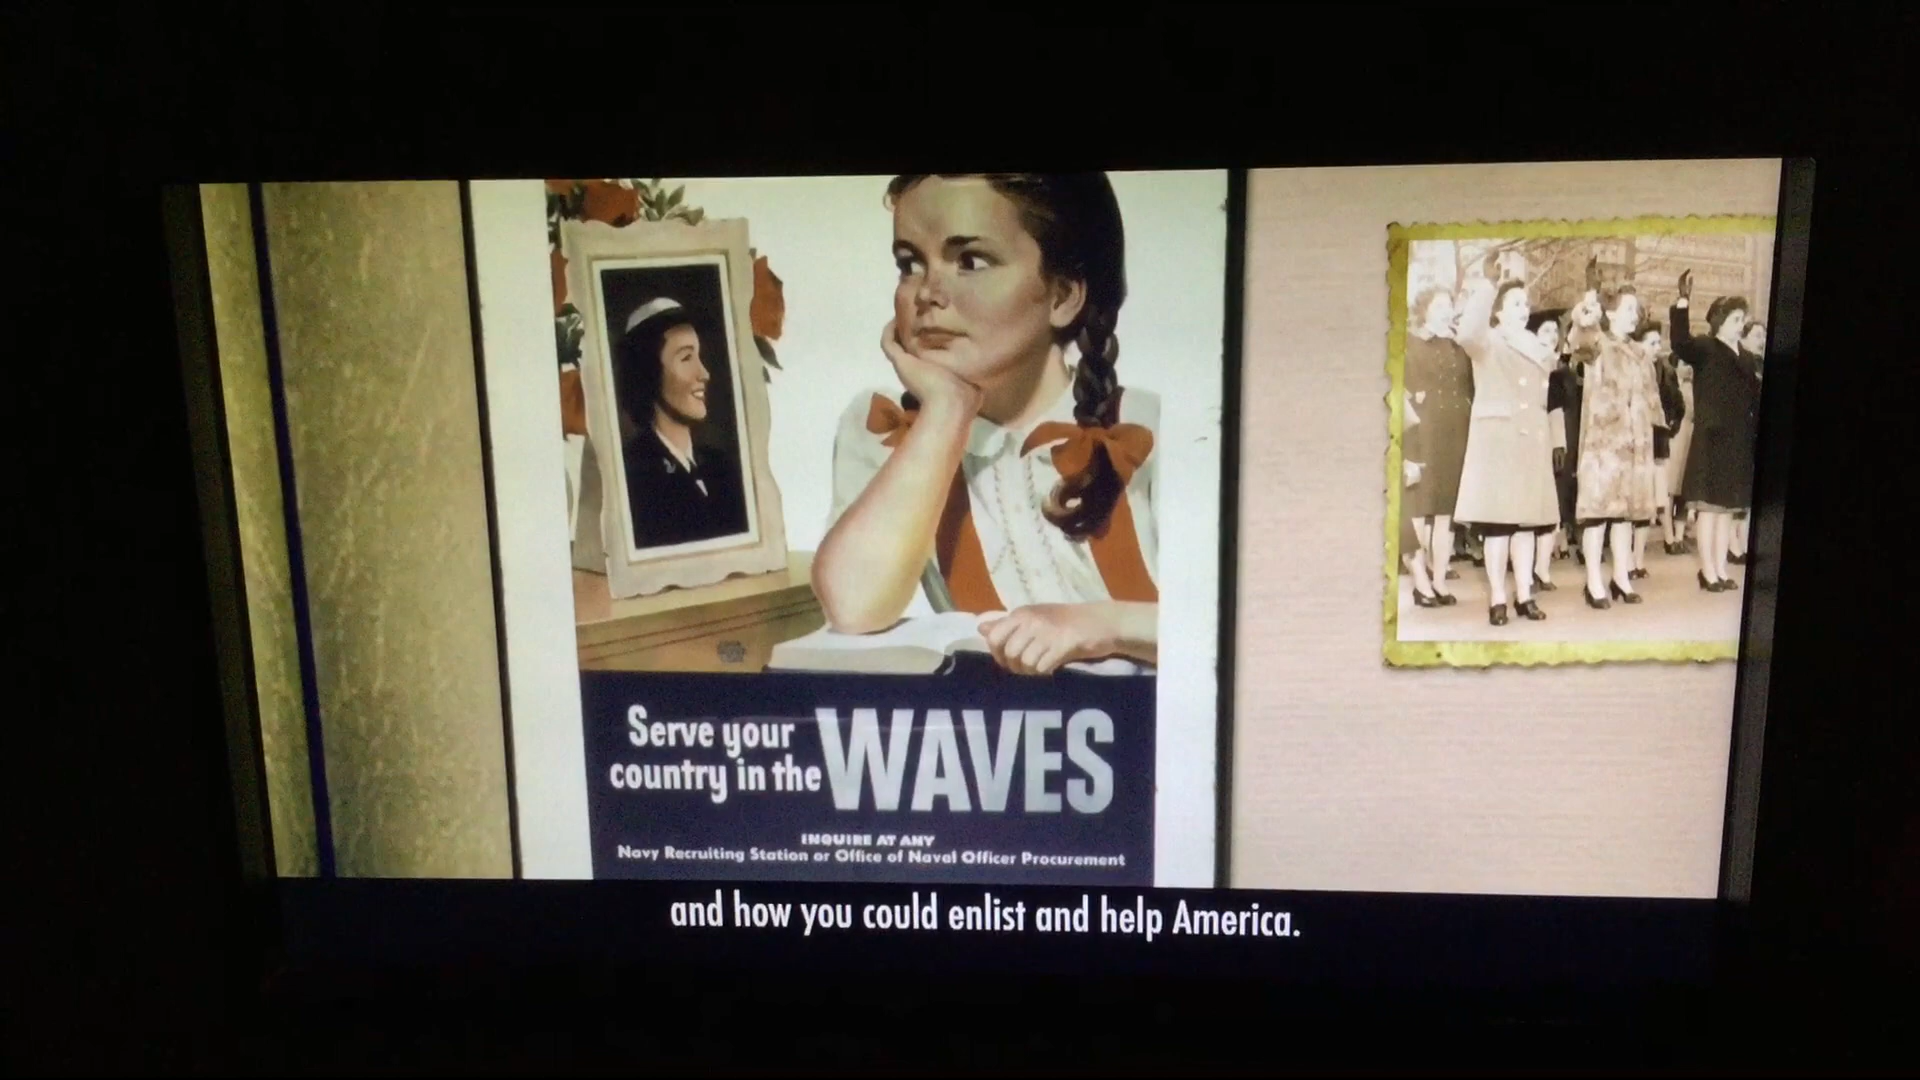 Serve your
country in the WAVES
INQUIRE AT ANY
Navy Recruiting Station or Office of Naval Officer Procurement
and how you could enlist and help America.